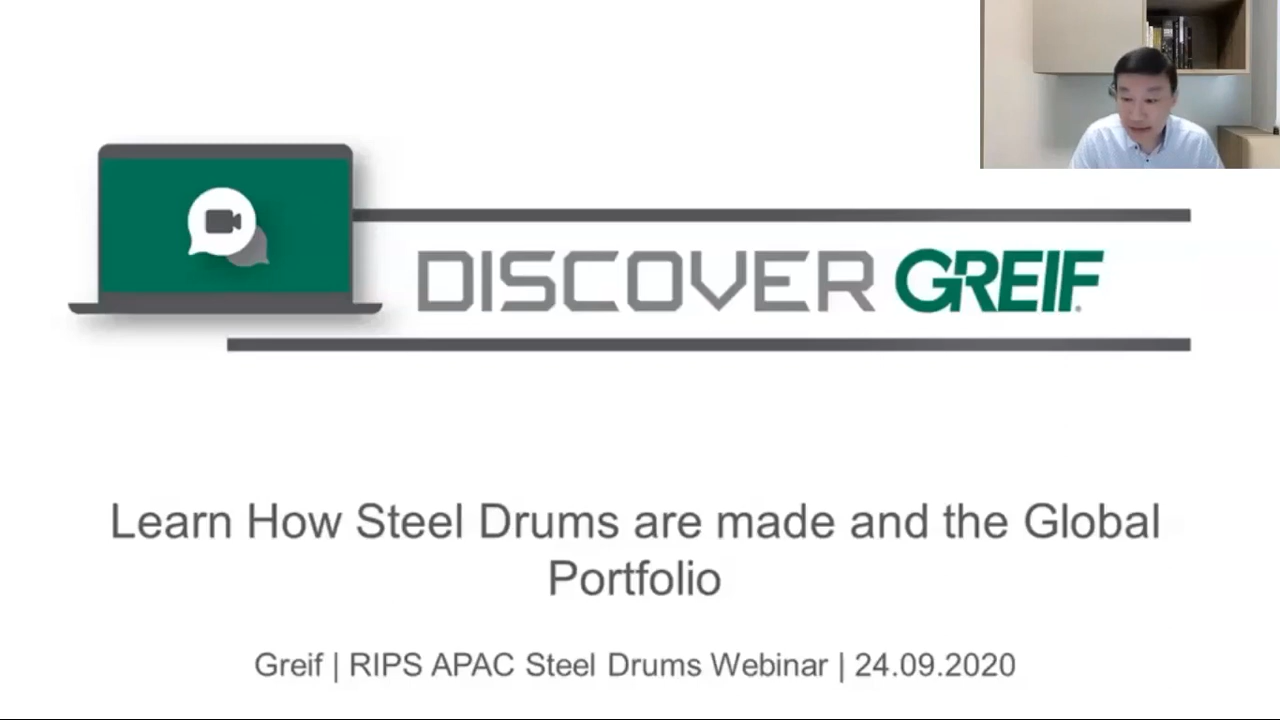 DISCOVER GREIF
Learn How Steel Drums are made and the Global
Portfolio
Greif | RIPS APAC Steel Drums Webinar | 24.09.2020